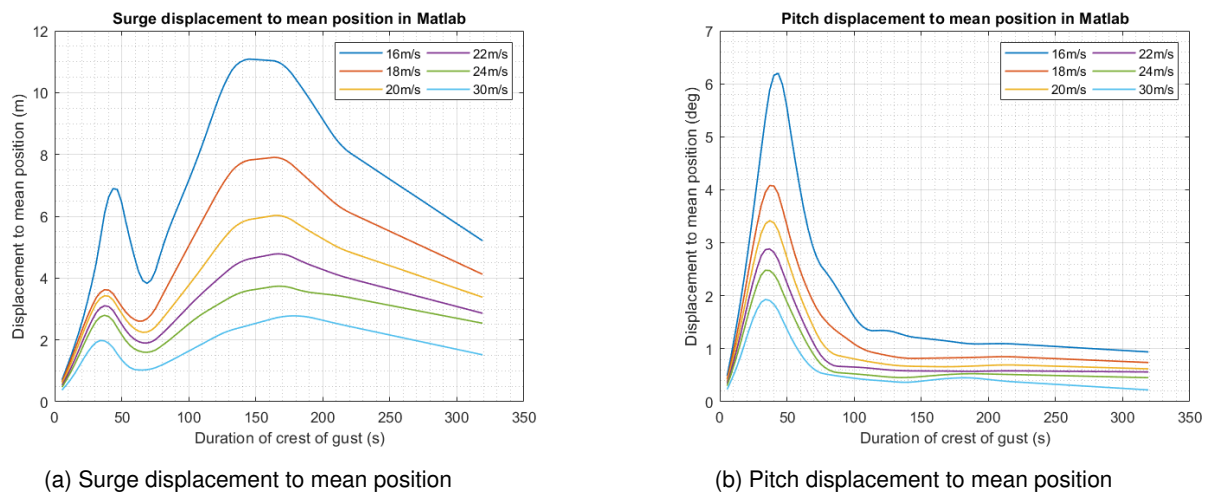 Surge displacement to mean position in Matlab
12
10
8
6
4
2
0
Displacement to mean position (m)
16m/s 22m/s
18m/s 24m/s
20m/s 30m/s
0 50 100 150 200 250 300 350
Duration of crest of gust (s)
(a) Surge displacement to mean position
Pitch displacement to mean position in Matlab
7
6
5
4
3
2
1
0
Displacement to mean position (deg)
16m/s 22m/s
18m/s 24m/s
20m/s 30m/s
0 50 100 150 200 250 300 350
Duration of crest of gust (s)
(b) Pitch displacement to mean position